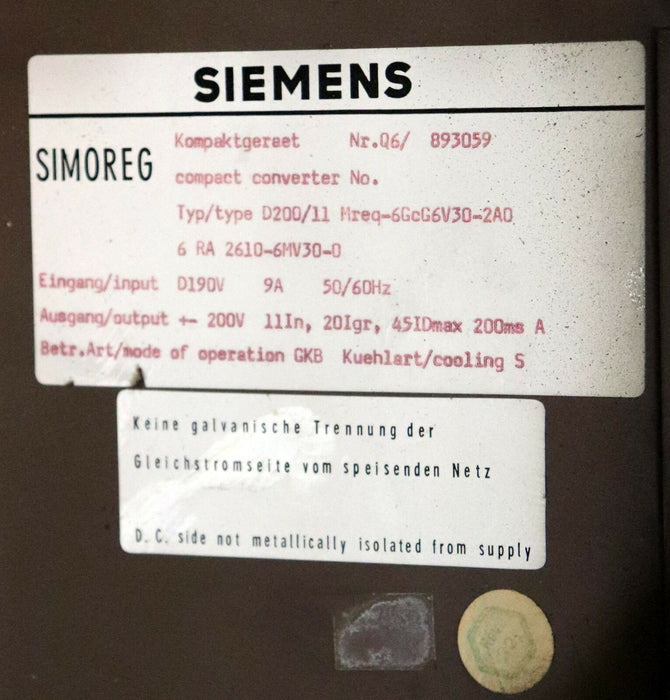 SIEMENS
SIMOREG
Kompaktgeraet Nr.Q6/ 893059
compact converter No.
Typ/type D200/11 Mreq-6GcG6V30-2A0
6 RA 2610-6MV30-0
Eingang/input D190V 9A 50/60Hz
Ausgang/output +- 200V 11In, 20Igr, 45IDmax 200ms A
Betr.Art/mode of operation GKB Kuehlart/cooling S
Keine galvanische Trennung der
Gleichstromseite vom speisenden Netz
D.C. side not metallically isolated from supply